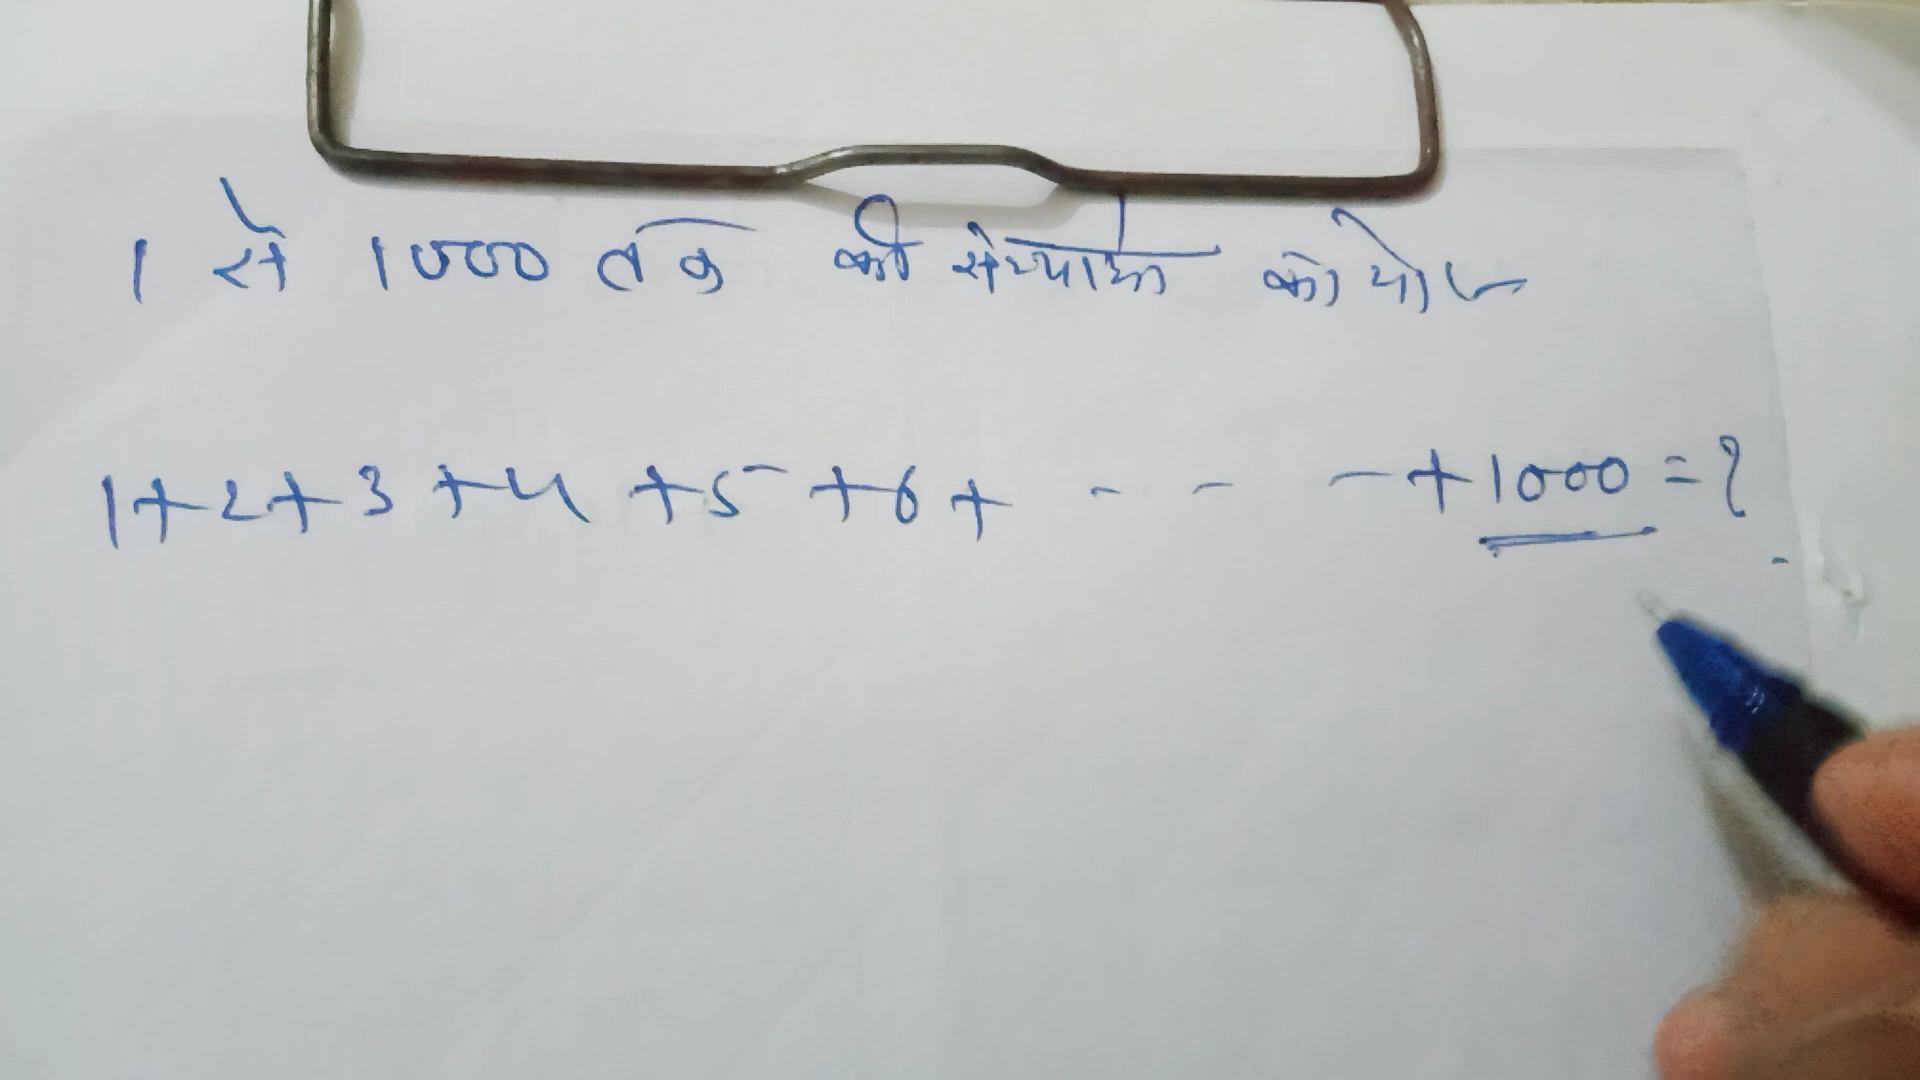 1 से 1000 तक की संख्याओं का योग
1+2+3+4+5+6+ - - - +1000 = ?